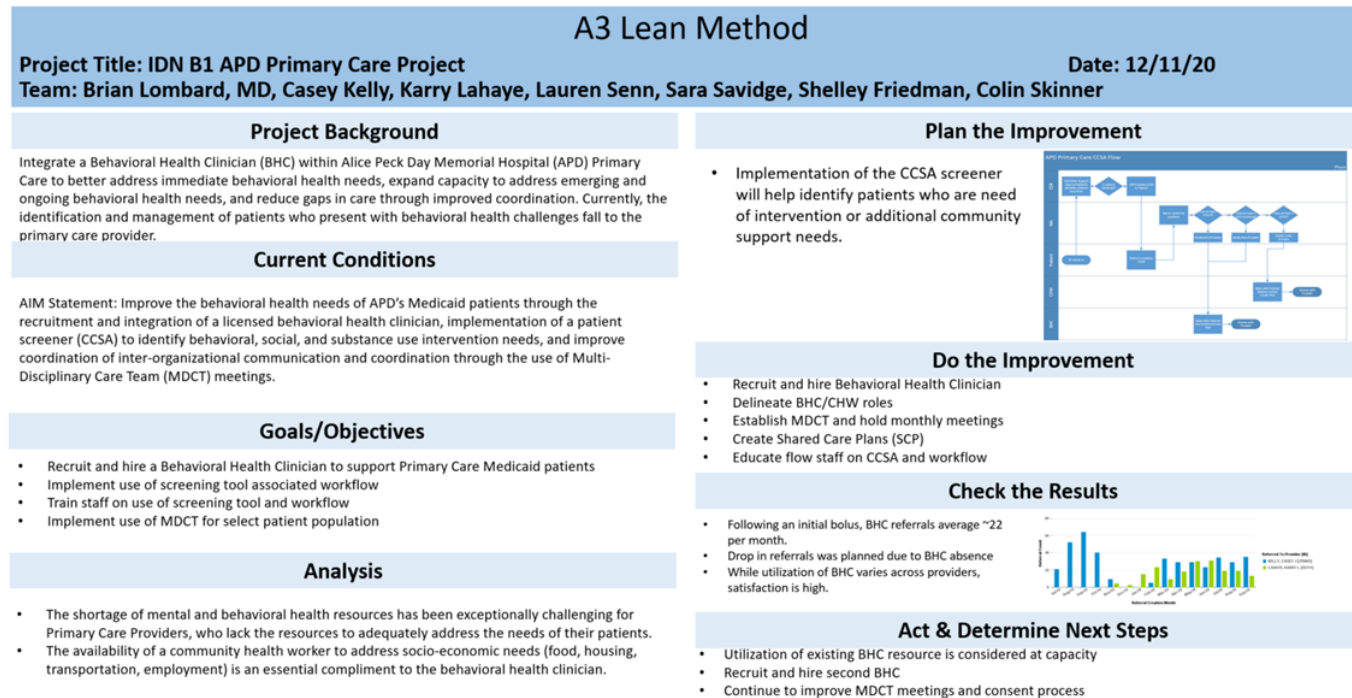 A3 Lean Method
Project Title: IDN B1 APD Primary Care Project
Date: 12/11/20
Team: Brian Lombard, MD, Casey Kelly, Karry Lahaye, Lauren Senn, Sara Savidge, Shelley Friedman, Colin Skinner
Project Background
Integrate a Behavioral Health Clinician (BHC) within Alice Peck Day Memorial Hospital (APD) Primary
Care to better address immediate behavioral health needs, expand capacity to address emerging and
ongoing behavioral health needs, and reduce gaps in care through improved coordination. Currently, the
identification and management of patients who present with behavioral health challenges fall to the
primary care provider.
Current Conditions
AIM Statement: Improve the behavioral health needs of APD's Medicaid patients through the
recruitment and integration of a licensed behavioral health clinician, implementation of a patient
screener (CCSA) to identify behavioral, social, and substance use intervention needs, and improve
coordination of inter-organizational communication and coordination through the use of Multi-
Disciplinary Care Team (MDCT) meetings.
Goals/Objectives
• Recruit and hire a Behavioral Health Clinician to support Primary Care Medicaid patients
• Implement use of screening tool associated workflow
• Train staff on use of screening tool and workflow
• Implement use of MDCT for select patient population
Analysis
• The shortage of mental and behavioral health resources has been exceptionally challenging for
Primary Care Providers, who lack the resources to adequately address the needs of their patients.
• The availability of a community health worker to address socio-economic needs (food, housing,
transportation, employment) is an essential compliment to the behavioral health clinician.
Plan the Improvement
• Implementation of the CCSA screener
will help identify patients who are need
of intervention or additional community
support needs.
APD Primary Care CCSA Flow
Do the Improvement
• Recruit and hire Behavioral Health Clinician
• Delineate BHC/CHW roles
• Establish MDCT and hold monthly meetings
• Create Shared Care Plans (SCP)
• Educate flow staff on CCSA and workflow
Check the Results
• Following an initial bolus, BHC referrals average ~22
per month.
• Drop in referrals was planned due to BHC absence
• While utilization of BHC varies across providers,
satisfaction is high.
Referral Creation Month
Act & Determine Next Steps
• Utilization of existing BHC resource is considered at capacity
• Recruit and hire second BHC
• Continue to improve MDCT meetings and consent process